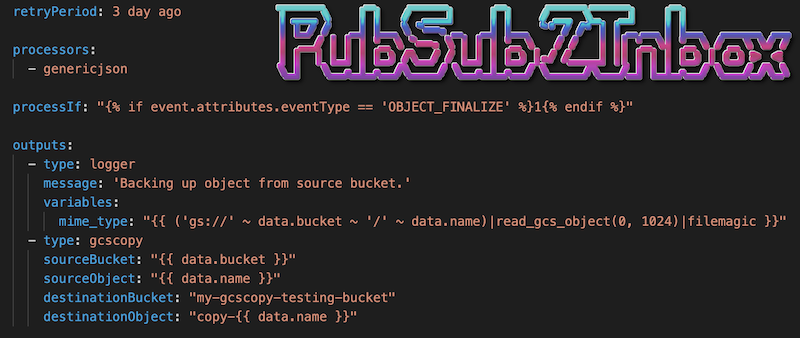 retryPeriod: 3 day ago
PubSub2Inbox
processors:
  - genericjson
processIf: "{% if event.attributes.eventType == 'OBJECT_FINALIZE' %}1{% endif %}"
outputs:
  - type: logger
    message: 'Backing up object from source bucket.'
    variables:
      mime_type: "{{ ('gs://' ~ data.bucket ~ '/' ~ data.name)|read_gcs_object(0, 1024)|filemagic }}"
  - type: gcscopy
    sourceBucket: "{{ data.bucket }}"
    sourceObject: "{{ data.name }}"
    destinationBucket: "my-gcscopy-testing-bucket"
    destinationObject: "copy-{{ data.name }}"